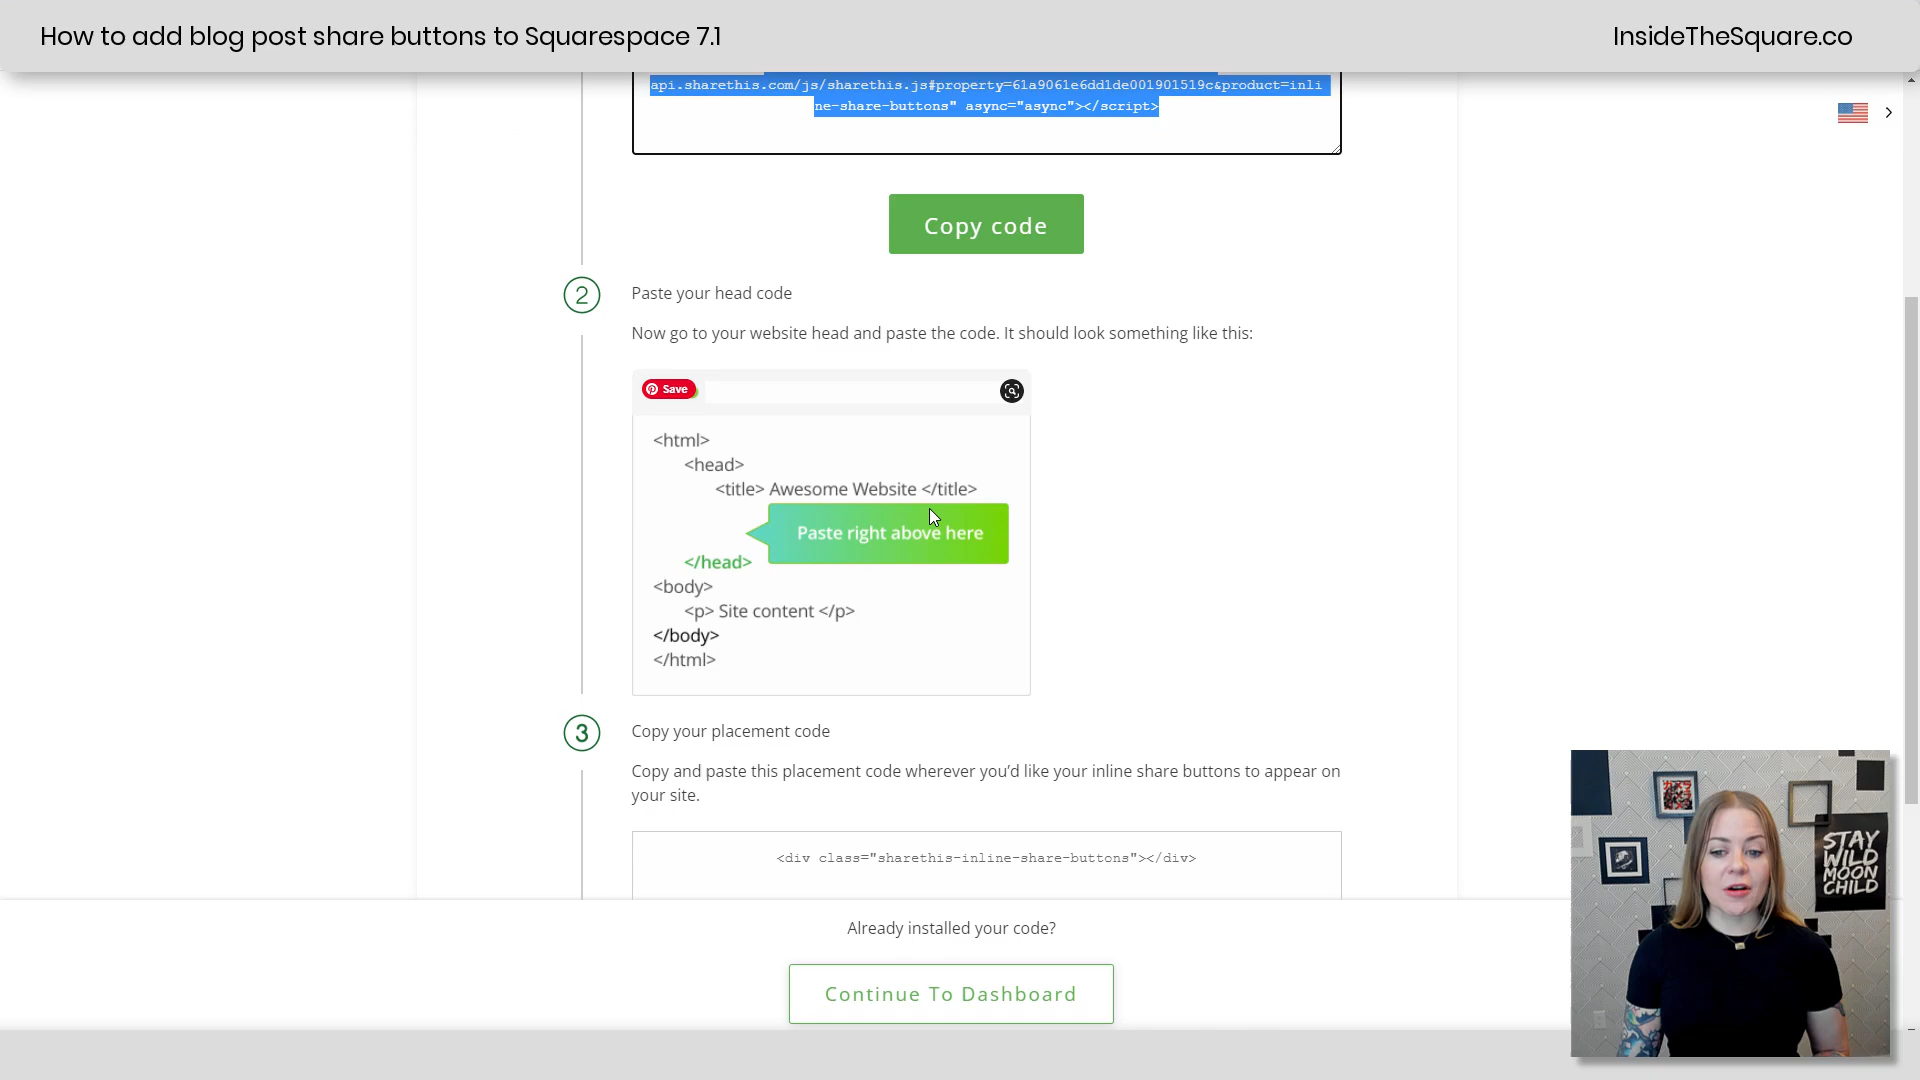 How to add blog post share buttons to Squarespace 7.1
InsideTheSquare.co
api.sharethis.com/js/sharethis.js#property=61a9061e6dd1de001901519c&product=inli
ne-share-buttons" async="async"></script>
Copy code
2
Paste your head code
Now go to your website head and paste the code. It should look something like this:
Save
<html>
<head>
<title> Awesome Website </title>
Paste right above here
</head>
<body>
<p> Site content </p>
</body>
</html>
3
Copy your placement code
Copy and paste this placement code wherever you'd like your inline share buttons to appear on
your site.
<div class="sharethis-inline-share-buttons"></div>
Already installed your code?
Continue To Dashboard
STAY
WILD
MOON
CHILD